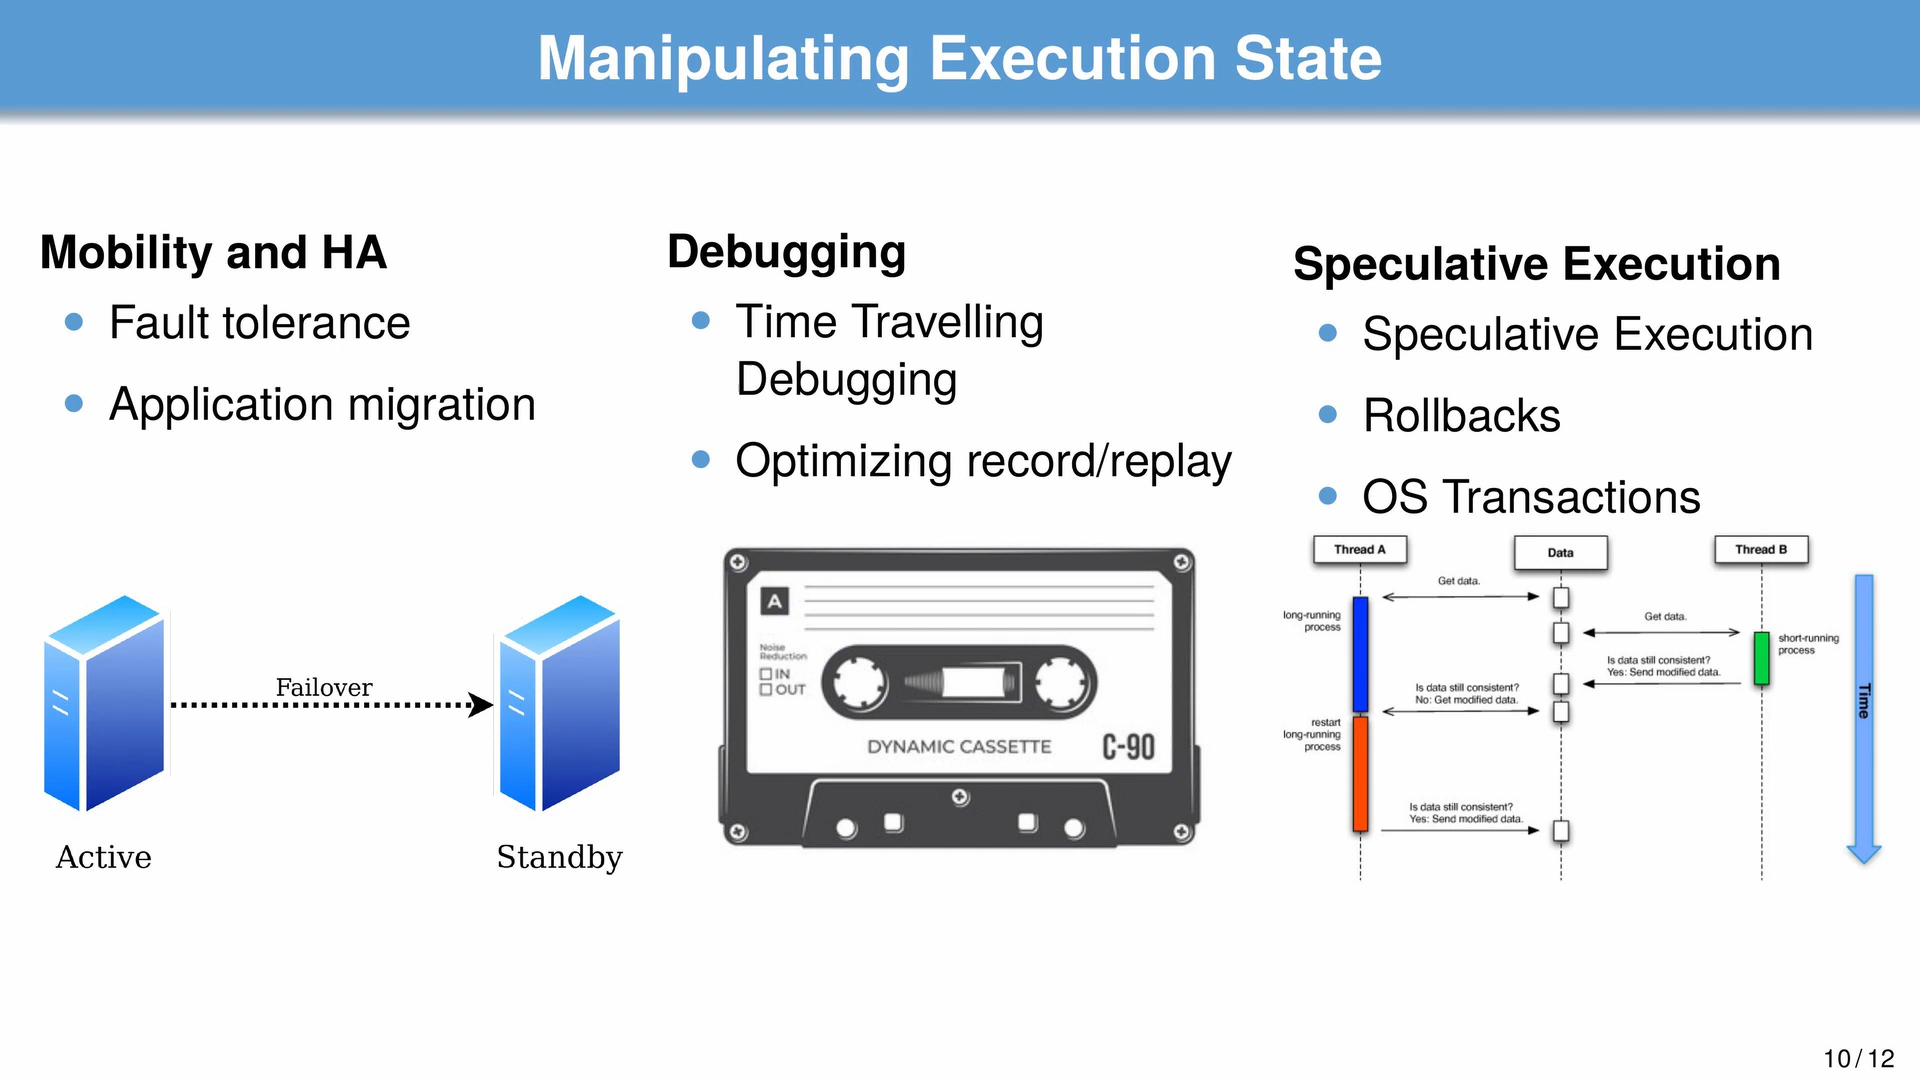 Manipulating Execution State
Mobility and HA
Fault tolerance
Application migration
Failover
Active
Standby
Debugging
Time Travelling
Debugging
Optimizing record/replay
A
Noise
Reduction
IN
OUT
DYNAMIC CASSETTE
C-90
Speculative Execution
Speculative Execution
Rollbacks
OS Transactions
Thread A
Data
Thread B
Get data.
long-running
process
Get data.
short-running
process
Is data still consistent?
Yes: Send modified data.
Is data still consistent?
No: Get modified data.
restart
long-running
process
Is data still consistent?
Yes: Send modified data.
Time
10 / 12